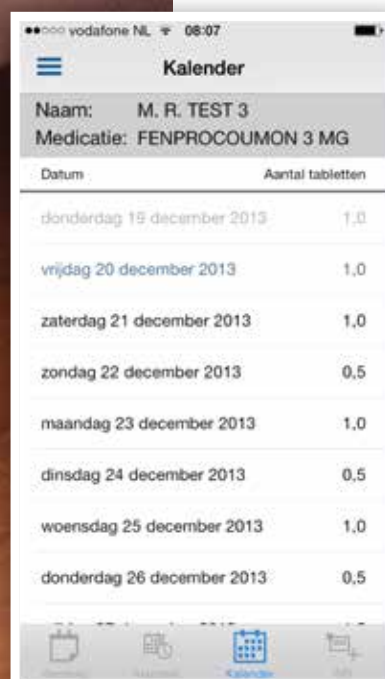 vodafone NL 08:07
Kalender
Naam: M. R. TEST 3
Medicatie: FENPROCOUMON 3 MG
Datum Aantal tabletten
donderdag 19 december 2013 1,0
vrijdag 20 december 2013 1,0
zaterdag 21 december 2013 1,0
zondag 22 december 2013 0,5
maandag 23 december 2013 1,0
dinsdag 24 december 2013 0,5
woensdag 25 december 2013 1,0
donderdag 26 december 2013 0,5
Kalender